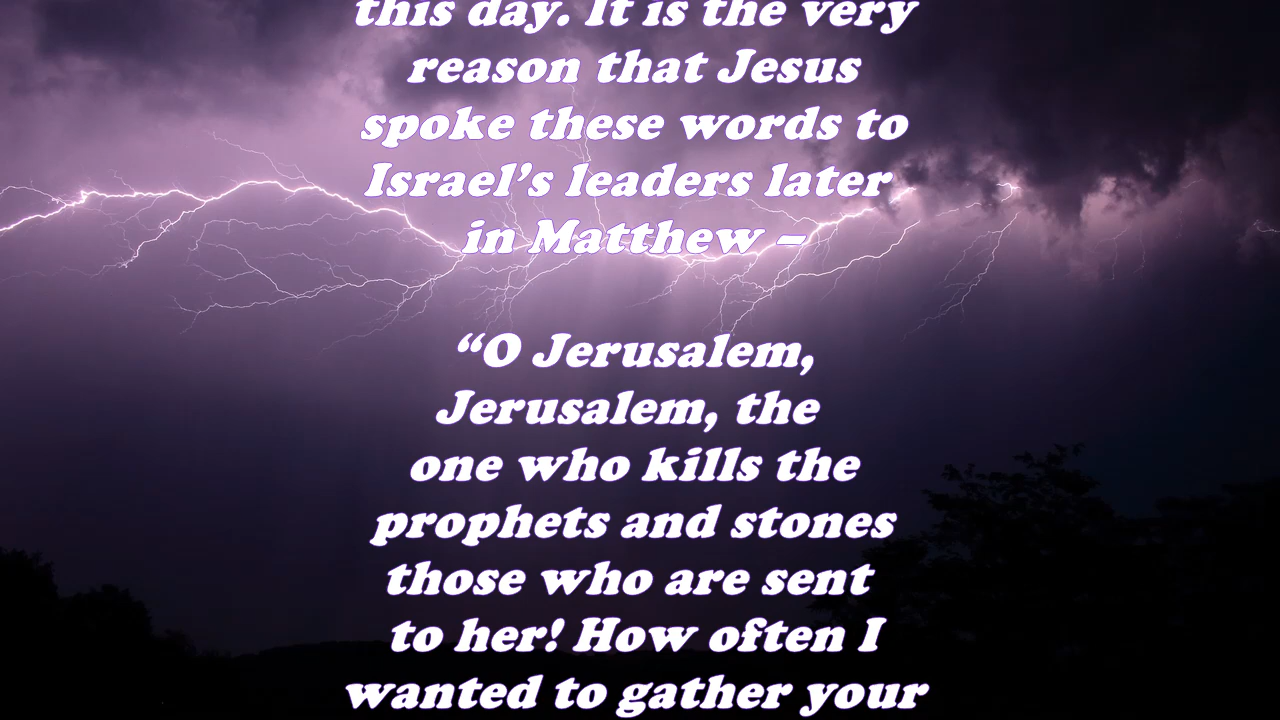 this day. It is the very
reason that Jesus
spoke these words to
Israel’s leaders later
in Matthew –
“O Jerusalem,
Jerusalem, the
one who kills the
prophets and stones
those who are sent
to her! How often I
wanted to gather your